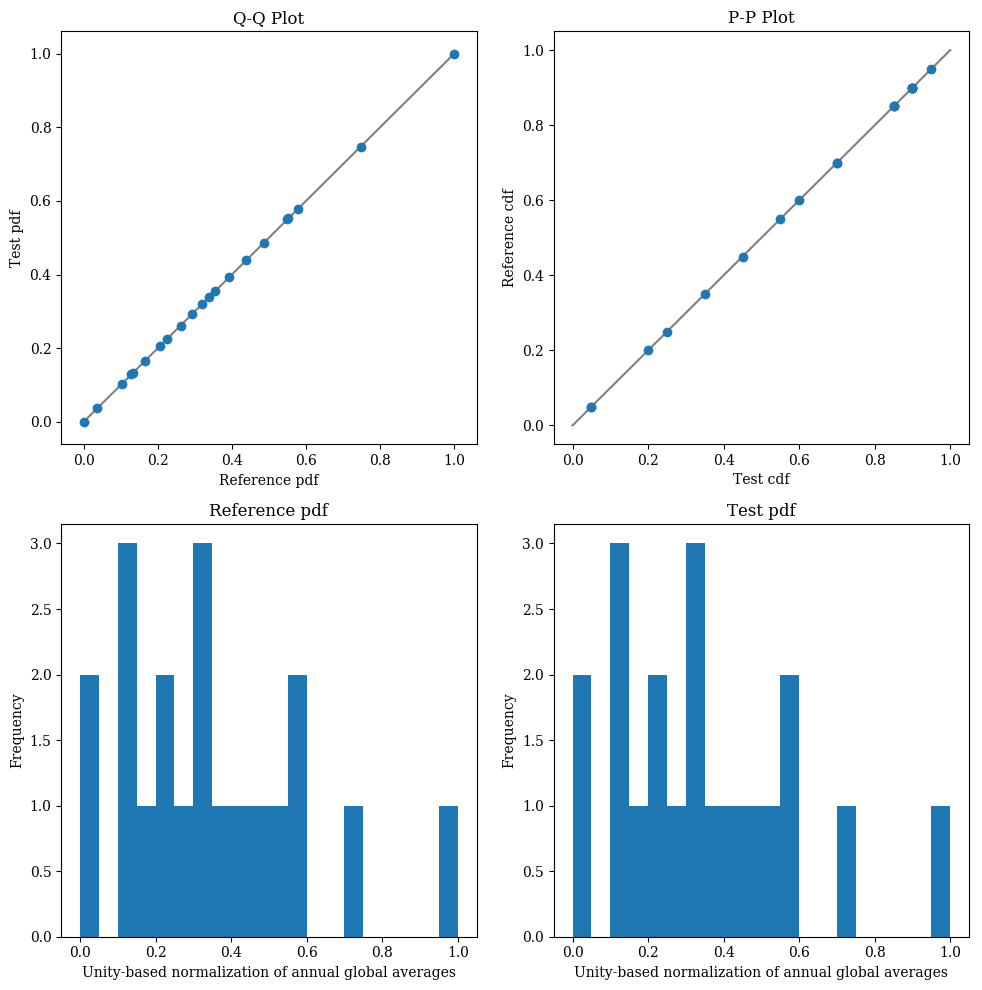 Q-Q Plot
1.0
0.8
0.6
0.4
0.2
0.0
Test pdf
0.0 0.2 0.4 0.6 0.8 1.0
Reference pdf
P-P Plot
1.0
0.8
0.6
0.4
0.2
0.0
Reference cdf
0.0 0.2 0.4 0.6 0.8 1.0
Test cdf
Reference pdf
3.0
2.5
2.0
1.5
1.0
0.5
0.0
Frequency
0.0 0.2 0.4 0.6 0.8 1.0
Unity-based normalization of annual global averages
Test pdf
3.0
2.5
2.0
1.5
1.0
0.5
0.0
Frequency
0.0 0.2 0.4 0.6 0.8 1.0
Unity-based normalization of annual global averages